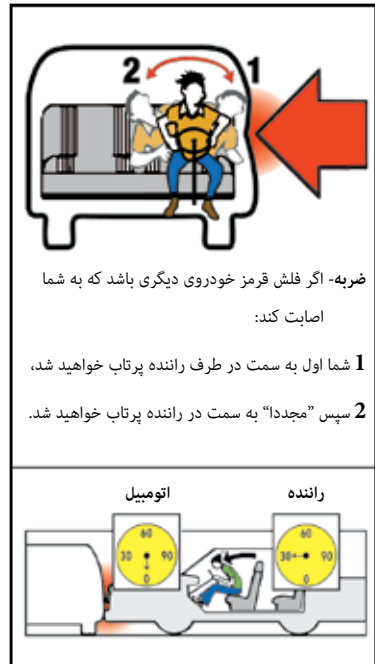 2 1
ضربه- اگر فلش قرمز خودروی دیگری باشد که به شما
اصابت کند:
1 شما اول به سمت در طرف راننده پرتاب خواهید شد،
2 سپس "مجددا" به سمت در راننده پرتاب خواهید شد.
راننده اتومبیل
60 60
30 90 30 90
0 0